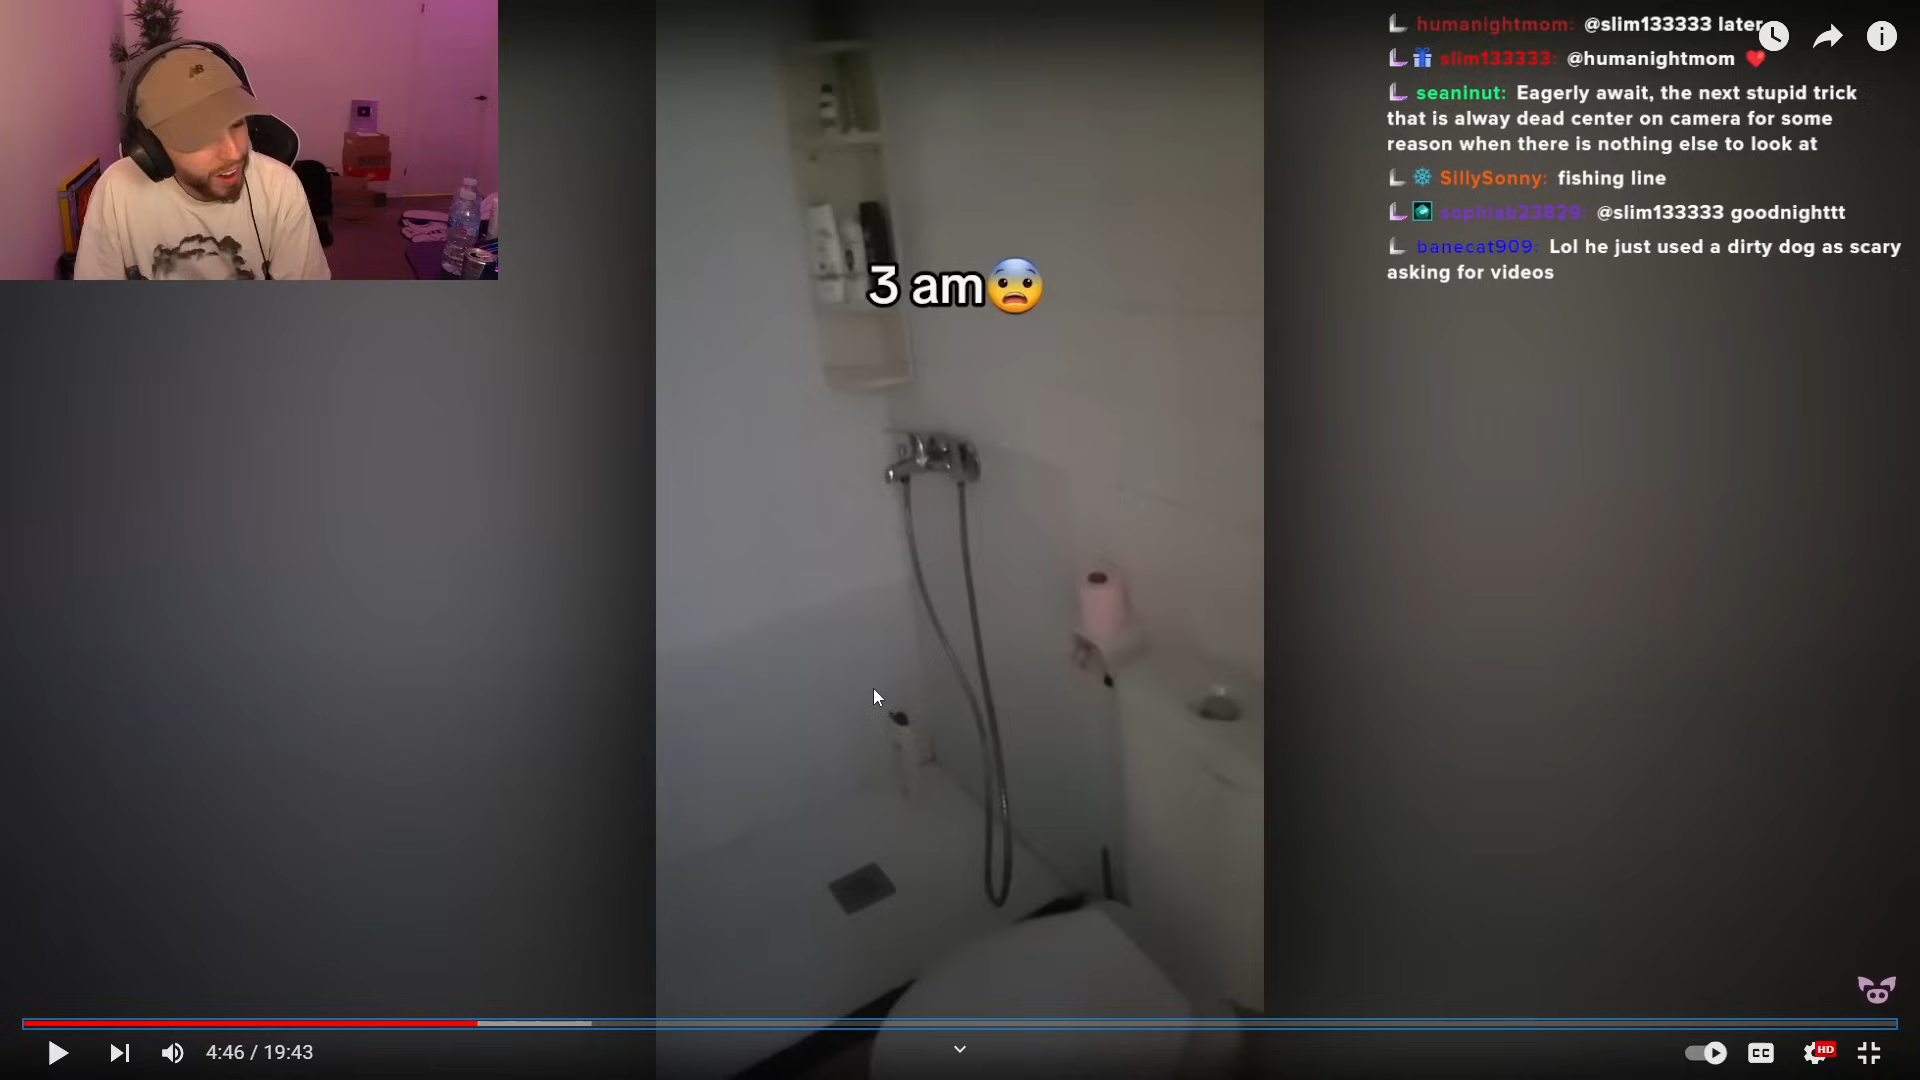 humanightmom: @slim133333 later
slim133333: @humanightmom ❤️
seaninut: Eagerly await, the next stupid trick
that is alway dead center on camera for some
reason when there is nothing else to look at
SillySonny: fishing line
sophiab23829: @slim133333 goodnighttt
banecat909: Lol he just used a dirty dog as scary
asking for videos
3 am😨
4:46 / 19:43
CC
HD